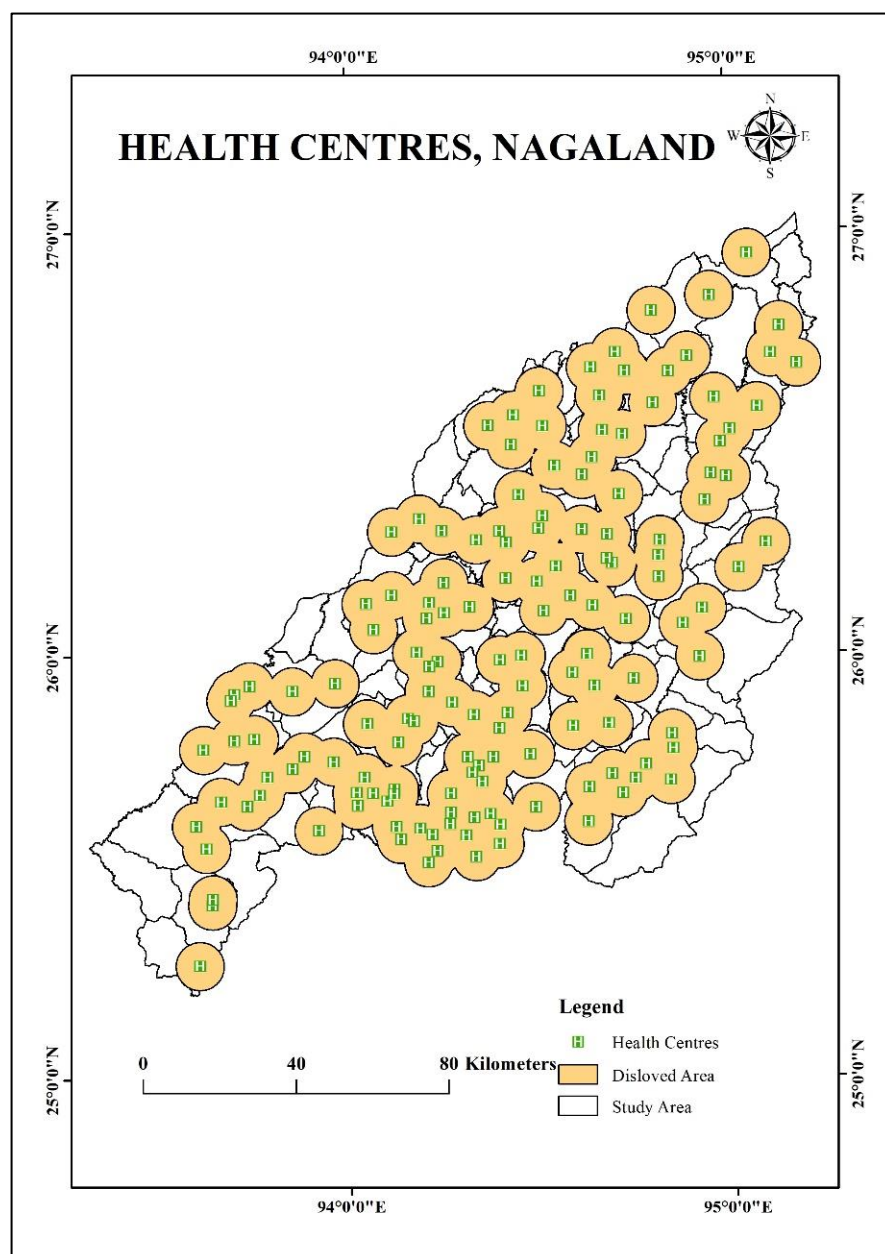 94°0'0"E 95°0'0"E
N
W E
S
HEALTH CENTRES, NAGALAND
27°0'0"N 27°0'0"N
26°0'0"N 26°0'0"N
25°0'0"N 25°0'0"N
Legend
H Health Centres
Disloved Area
Study Area
0 40 80 Kilometers
94°0'0"E 95°0'0"E